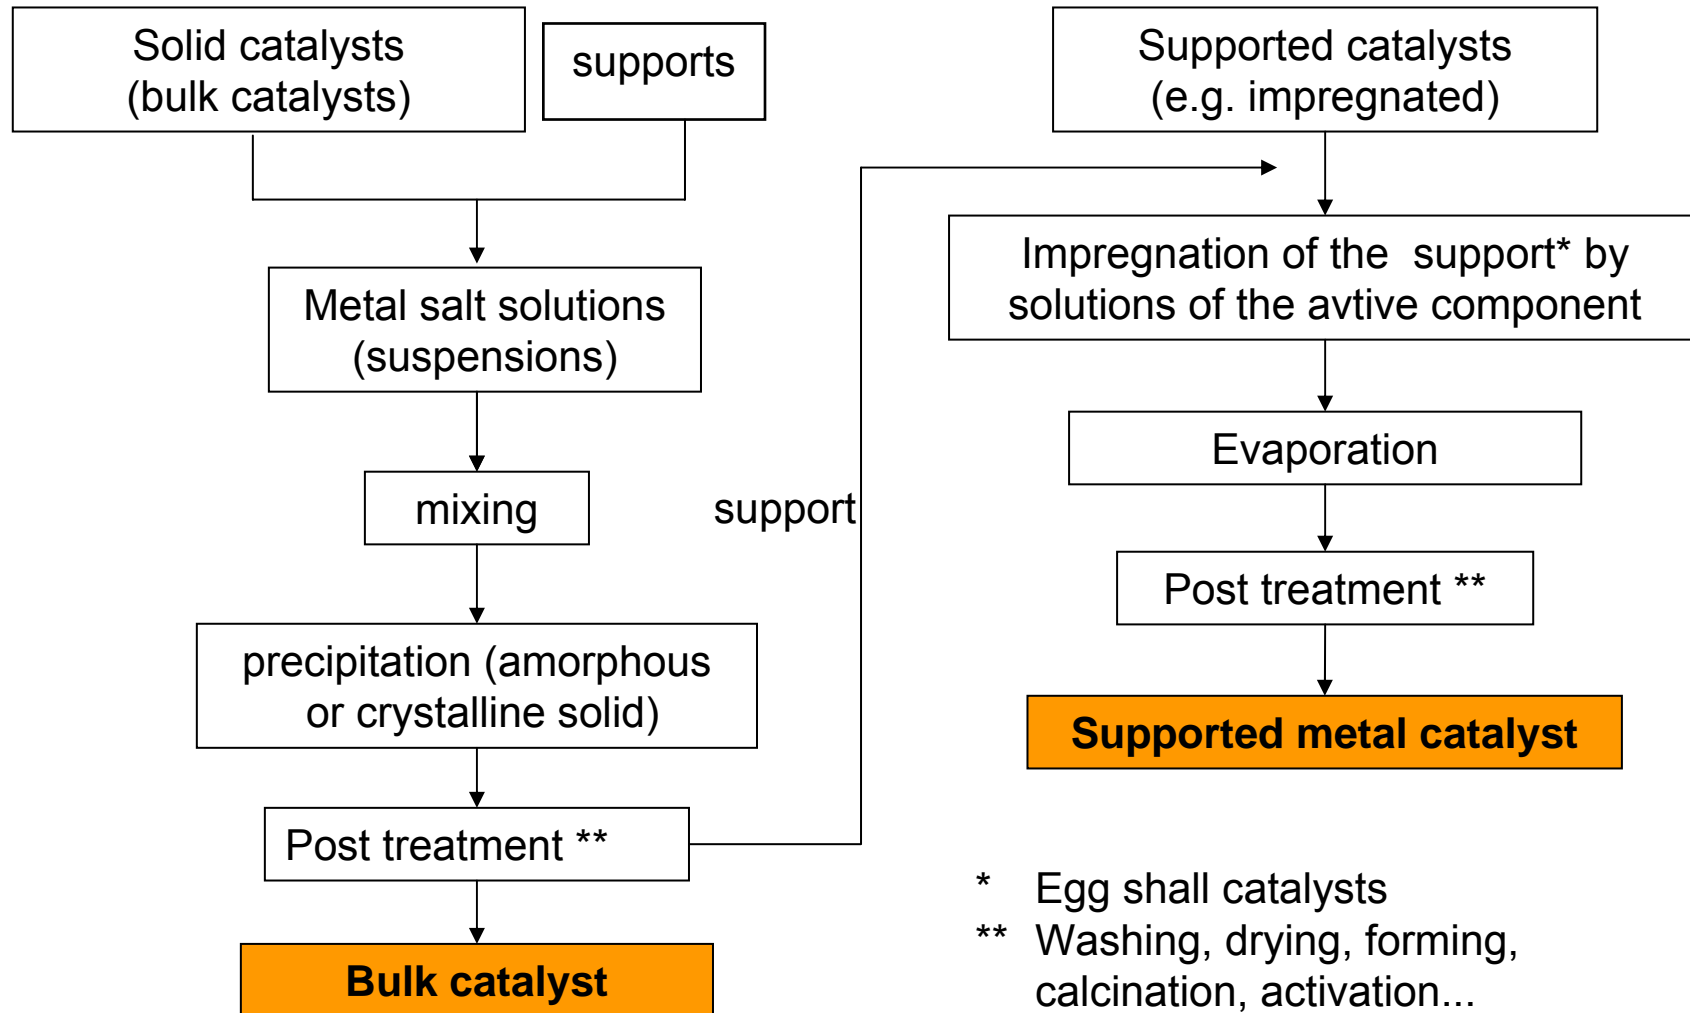 Solid catalysts
(bulk catalysts)
supports
Metal salt solutions
(suspensions)
mixing
precipitation (amorphous
or crystalline solid)
Post treatment **
Bulk catalyst
support
Supported catalysts
(e.g. impregnated)
Impregnation of the support* by
solutions of the avtive component
Evaporation
Post treatment **
Supported metal catalyst
* Egg shall catalysts
** Washing, drying, forming,
calcination, activation...